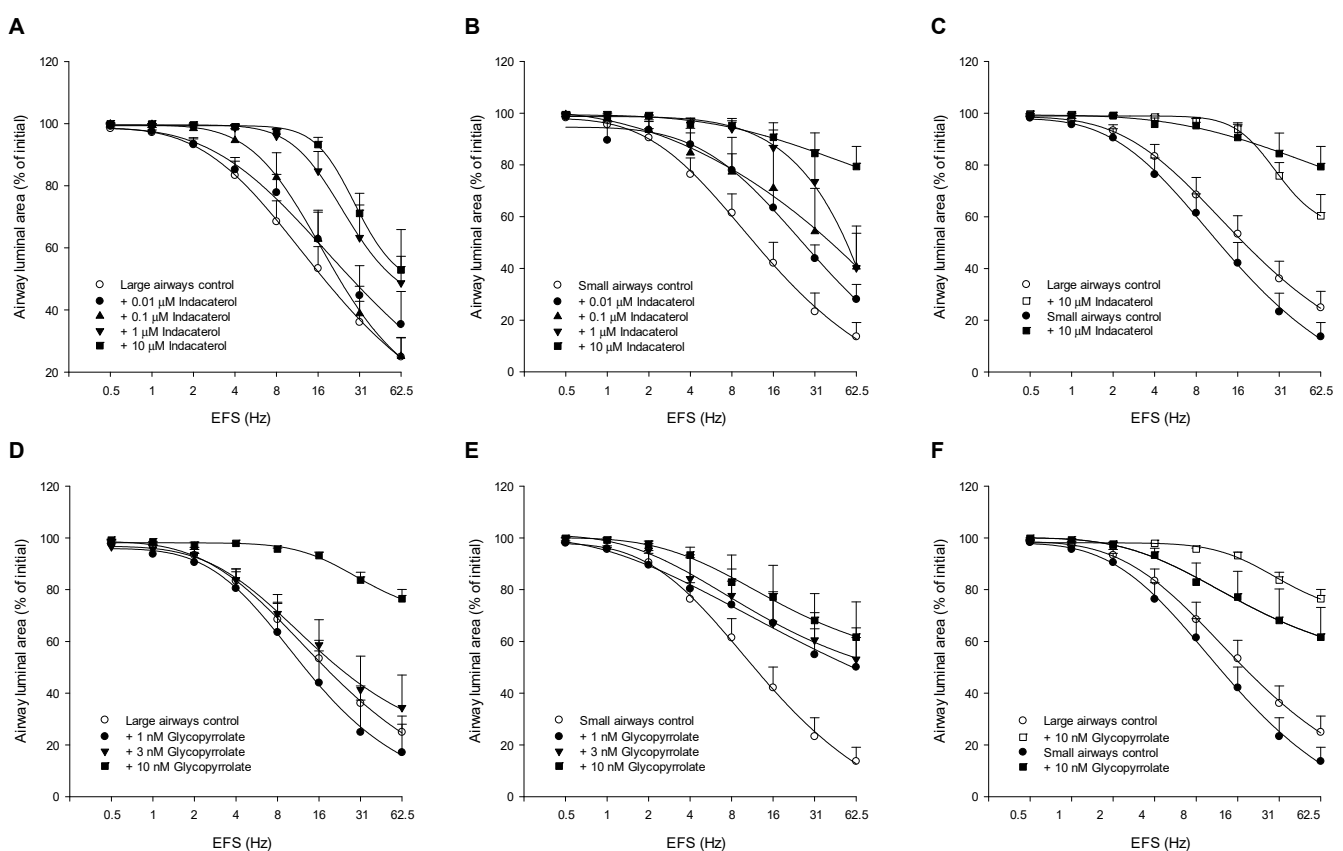 A
Airway luminal area (% of initial)
120
100
80
60
40
20
Large airways control
+ 0.01 µM Indacaterol
+ 0.1 µM Indacaterol
+ 1 µM Indacaterol
+ 10 µM Indacaterol
0.5 1 2 4 8 16 31 62.5
EFS (Hz)
B
Airway luminal area (% of initial)
120
100
80
60
40
20
0
Small airways control
+ 0.01 µM Indacaterol
+ 0.1 µM Indacaterol
+ 1 µM Indacaterol
+ 10 µM Indacaterol
0.5 1 2 4 8 16 31 62.5
EFS (Hz)
C
Airway luminal area (% of initial)
120
100
80
60
40
20
0
Large airways control
+ 10 µM Indacaterol
Small airways control
+ 10 µM Indacaterol
0.5 1 2 4 8 16 31 62.5
EFS (Hz)
D
Airway luminal area (% of initial)
120
100
80
60
40
20
0
Large airways control
+ 1 nM Glycopyrrolate
+ 3 nM Glycopyrrolate
+ 10 nM Glycopyrrolate
0.5 1 2 4 8 16 31 62.5
EFS (Hz)
E
Airway luminal area (% of initial)
120
100
80
60
40
20
0
Small airways control
+ 1 nM Glycopyrrolate
+ 3 nM Glycopyrrolate
+ 10 nM Glycopyrrolate
0.5 1 2 4 8 16 31 62.5
EFS (Hz)
F
Airway luminal area (% of initial)
120
100
80
60
40
20
0
Large airways control
+ 10 nM Glycopyrrolate
Small airways control
+ 10 nM Glycopyrrolate
0.5 1 2 4 8 16 31 62.5
EFS (Hz)